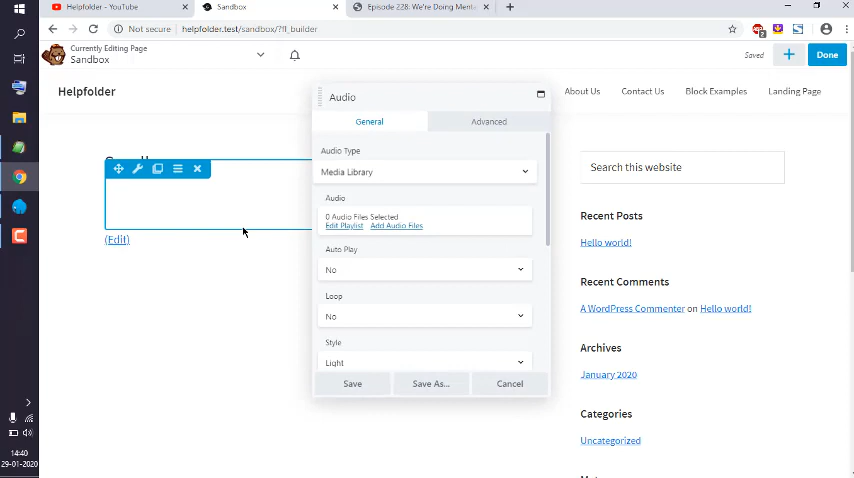 Helpfolder - YouTube
Sandbox
Episode 228: We're Doing Ment
Not secure
helpfolder.test/sandbox/?fl_builder
2
Currently Editing Page
Sandbox
Saved
Done
Helpfolder
About Us
Contact Us
Block Examples
Landing Page
Audio
General
Advanced
Audio Type
Media Library
Audio
0 Audio Files Selected
Edit Playlist
Add Audio Files
Auto Play
No
Loop
No
Style
Light
Save
Save As...
Cancel
(Edit)
Search this website
Recent Posts
Hello world!
Recent Comments
A WordPress Commenter on Hello world!
Archives
January 2020
Categories
Uncategorized
14:40
29-01-2020